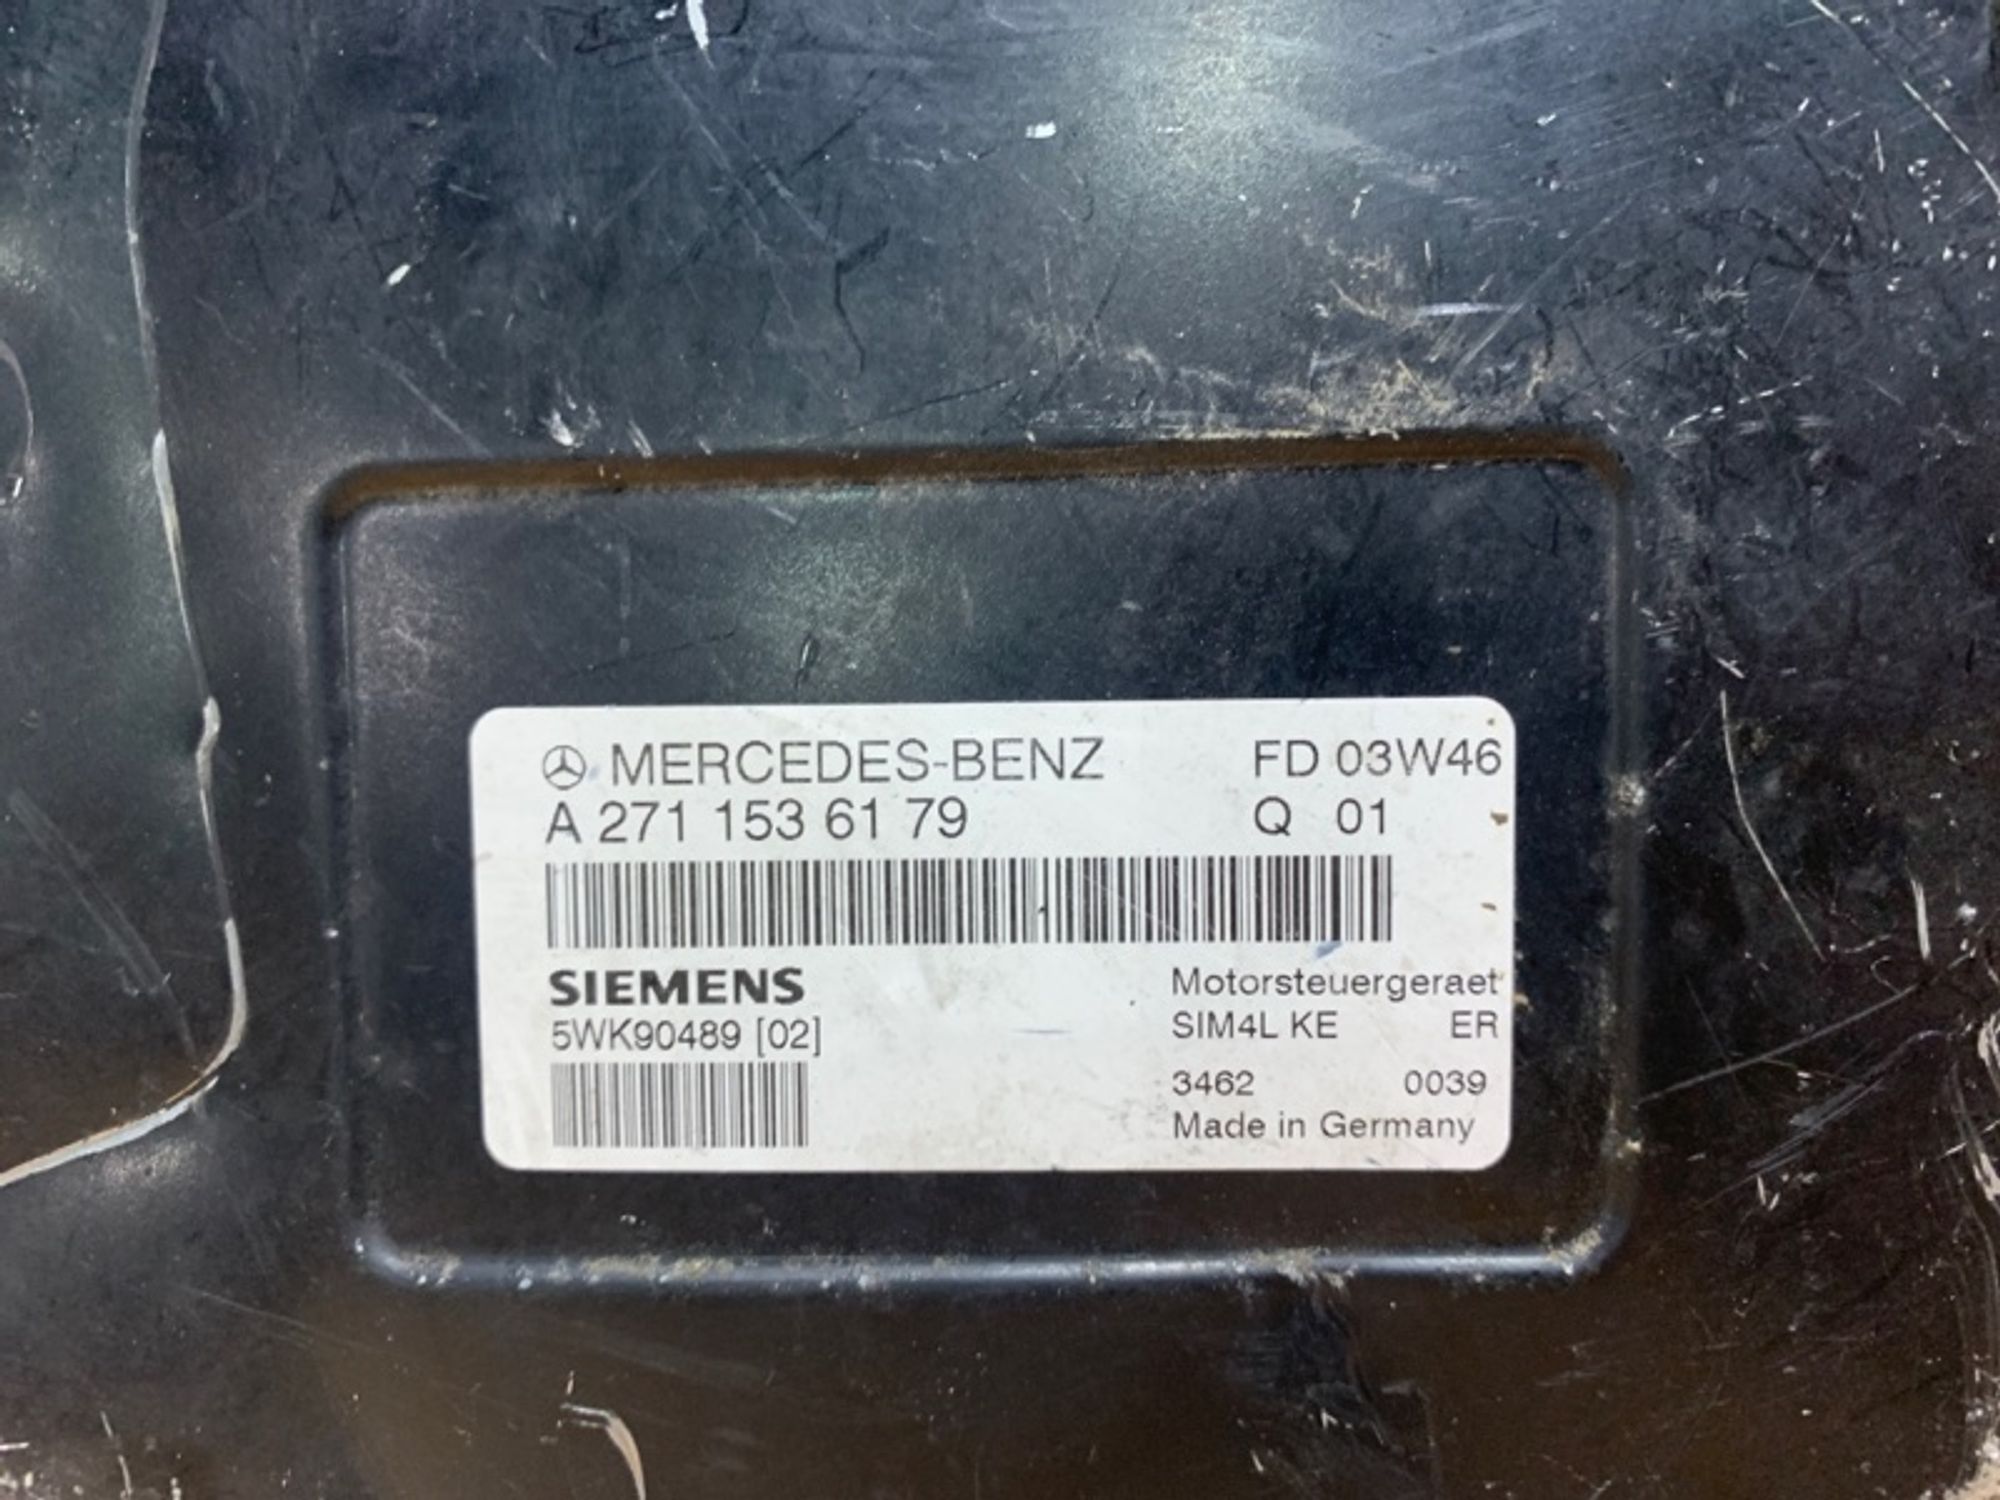 MERCEDES-BENZ FD 03W46
A 271 153 61 79 Q 01
SIEMENS Motorsteuergeraet
5WK90489 [02] SIM4L KE ER
3462 0039
Made in Germany